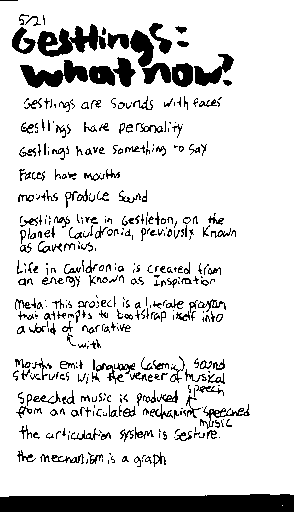 5/21
Gestlings:
what now?
Gestlings are sounds with faces
Gestlings have personality
Gestlings have something to say
Faces have mouths
mouths produce sound
Gestlings live in Gestleton, on the
planet Cauldronia, previously known
as Cavernius.
Life in Cauldronia is created from
an energy known as Inspiration
Meta: this project is a literate program
that attempts to bootstrap itself into
a world of narrative
with
Mouths emit language (asemic), sound
structures with the veneer of musical
speech
Speeched music is produced
from an articulated mechanism
speeched
music
the articulation system is Gesture.
the mechanism is a graph